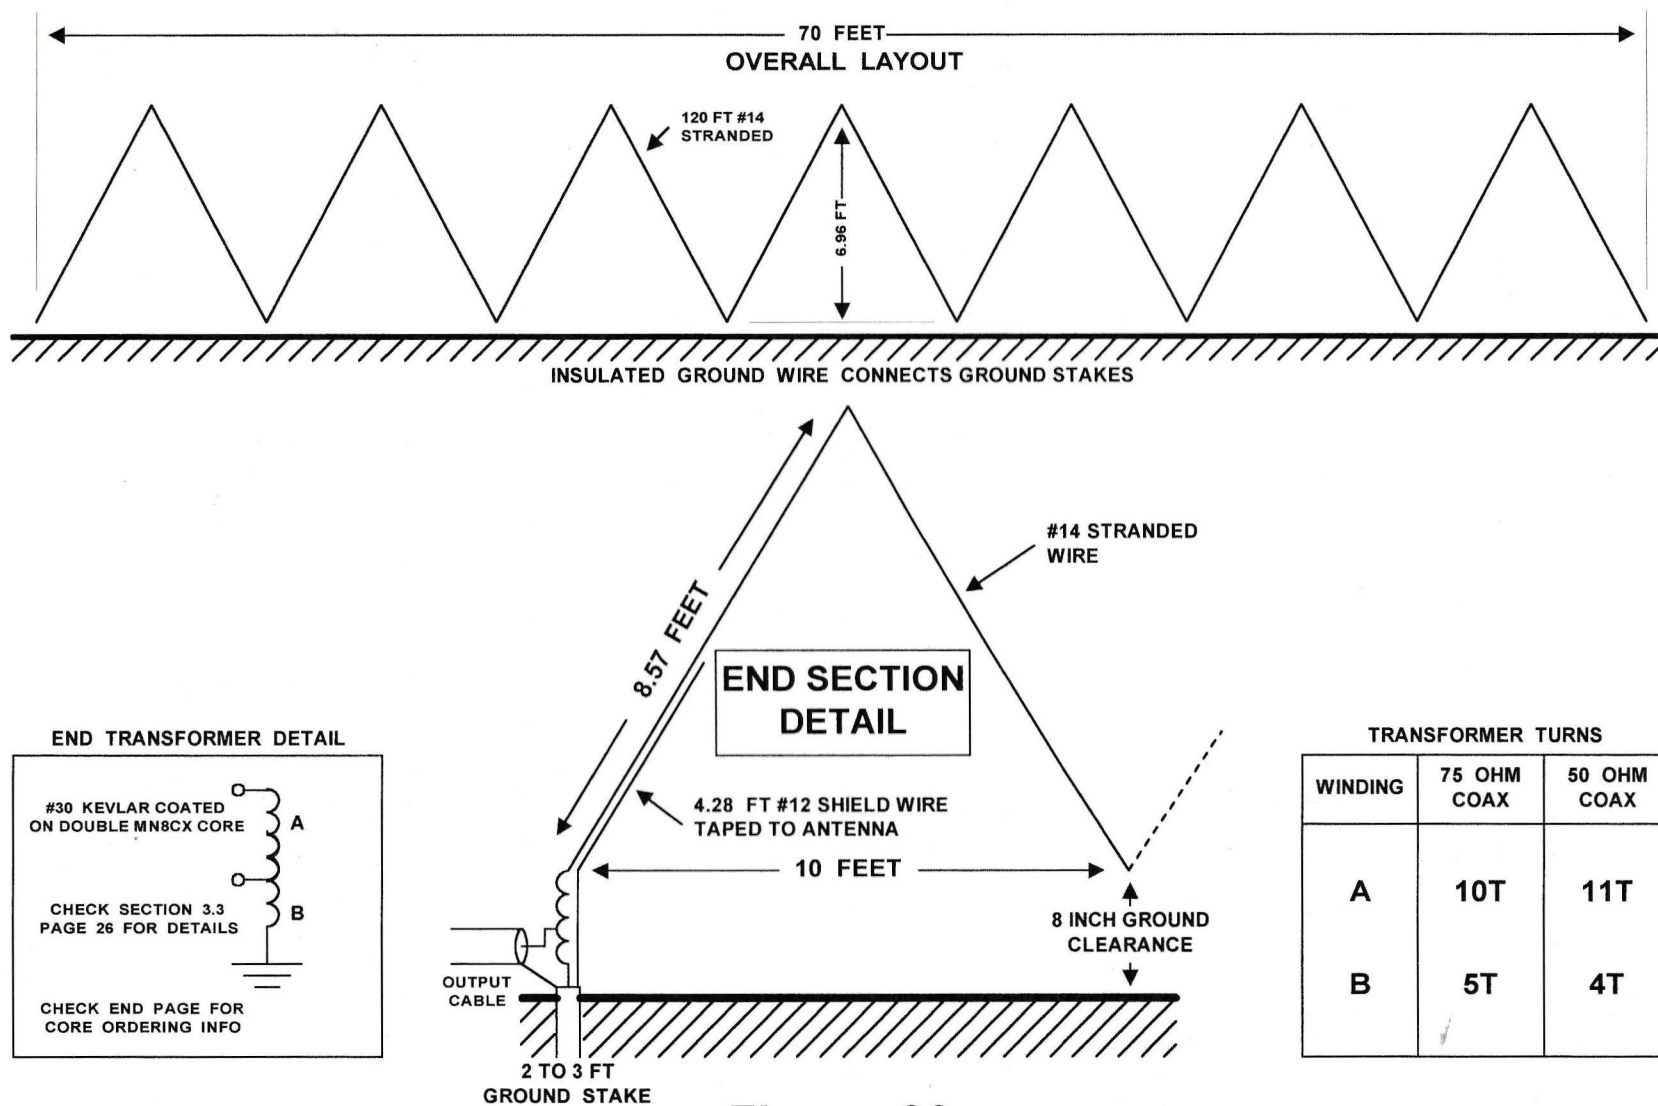 70 FEET
OVERALL LAYOUT
120 FT #14
STRANDED
6.96 FT
INSULATED GROUND WIRE CONNECTS GROUND STAKES
8.57 FEET
#14 STRANDED
WIRE
END SECTION
DETAIL
4.28 FT #12 SHIELD WIRE
TAPED TO ANTENNA
10 FEET
8 INCH GROUND
CLEARANCE
OUTPUT
CABLE
2 TO 3 FT
GROUND STAKE
END TRANSFORMER DETAIL
#30 KEVLAR COATED
ON DOUBLE MN8CX CORE
A
CHECK SECTION 3.3
PAGE 26 FOR DETAILS
B
CHECK END PAGE FOR
CORE ORDERING INFO
TRANSFORMER TURNS
WINDING 75 OHM COAX 50 OHM COAX
A 10T 11T
B 5T 4T